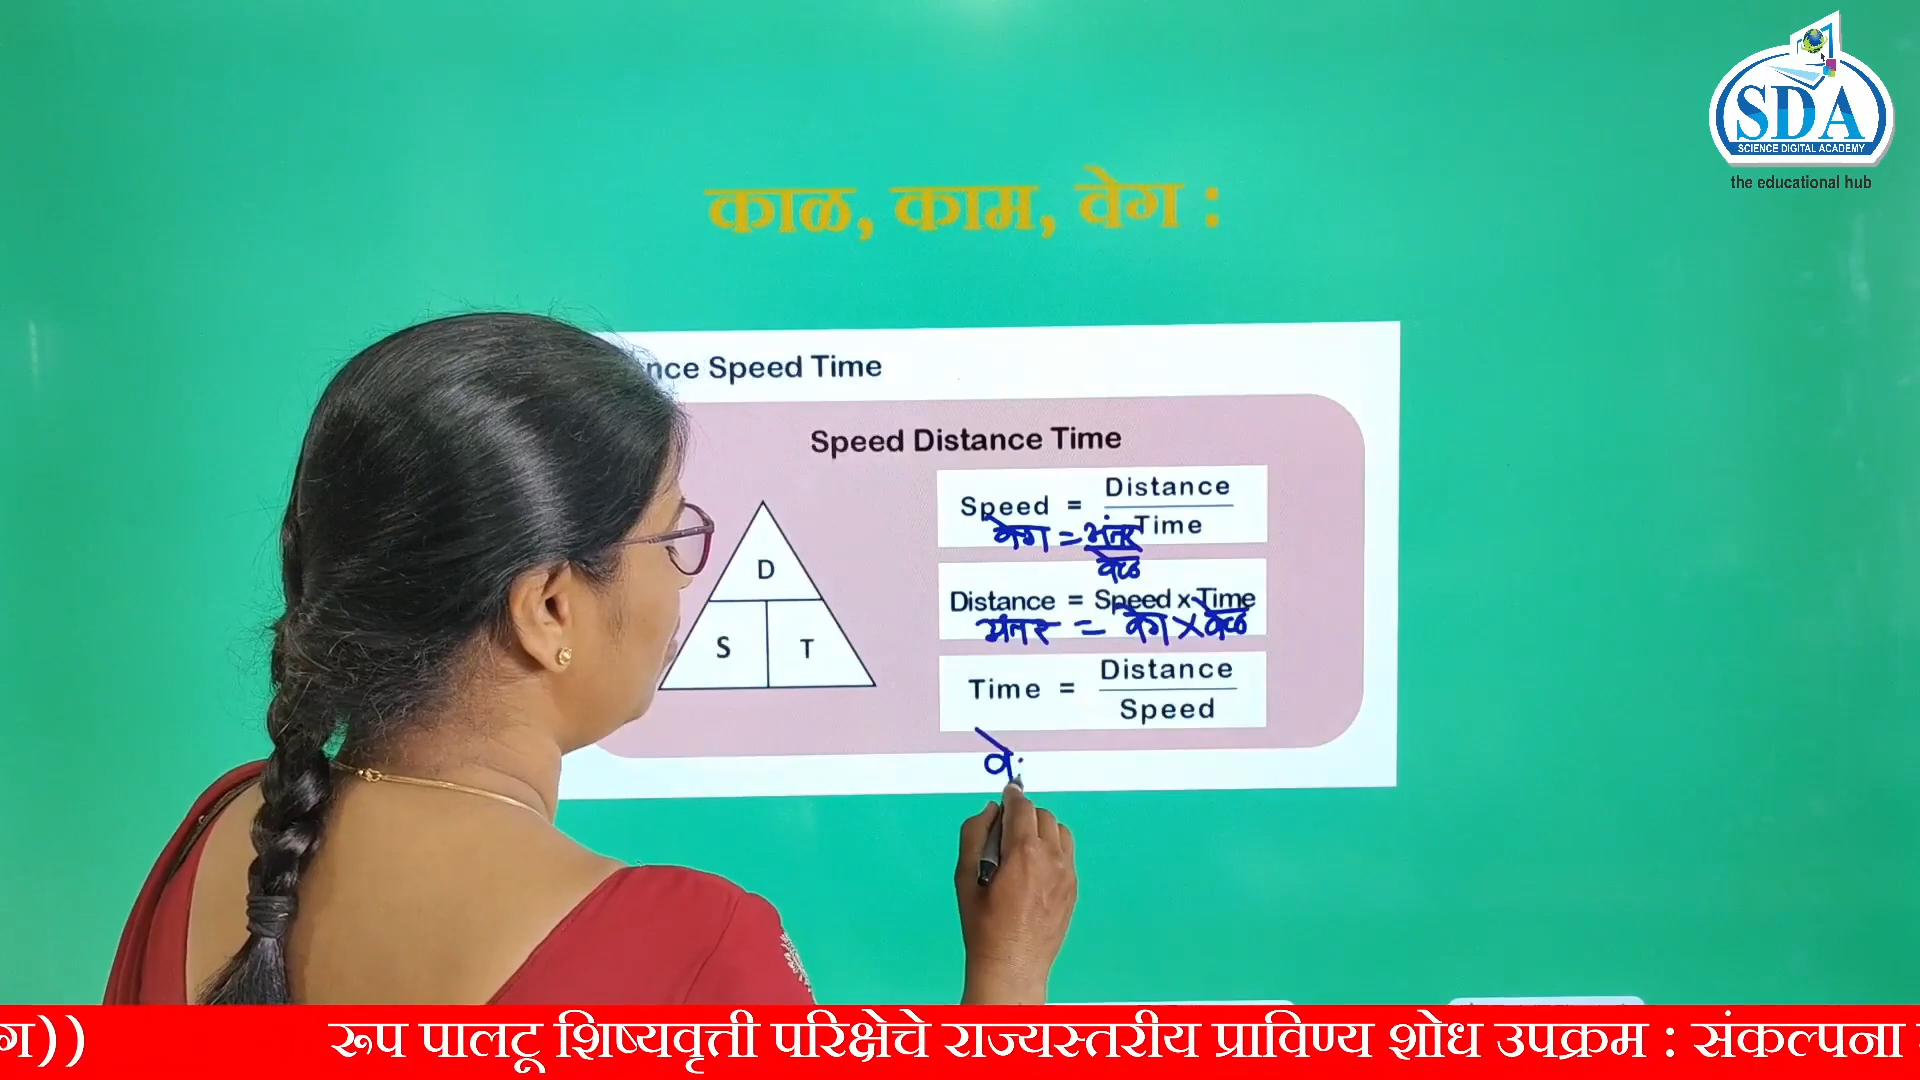 SDA
SCIENCE DIGITAL ACADEMY
the educational hub
काळ, काम, वेग :
nce Speed Time
Speed Distance Time
Speed = Distance / Time
वेग = अंतर / वेळ
D
S T
Distance = Speed x Time
अंतर = वेग X वेळ
Time = Distance / Speed
वे
ग)) रूप पालटू शिष्यवृत्ती परिक्षेचे राज्यस्तरीय प्राविण्य शोध उपक्रम : संकल्पना